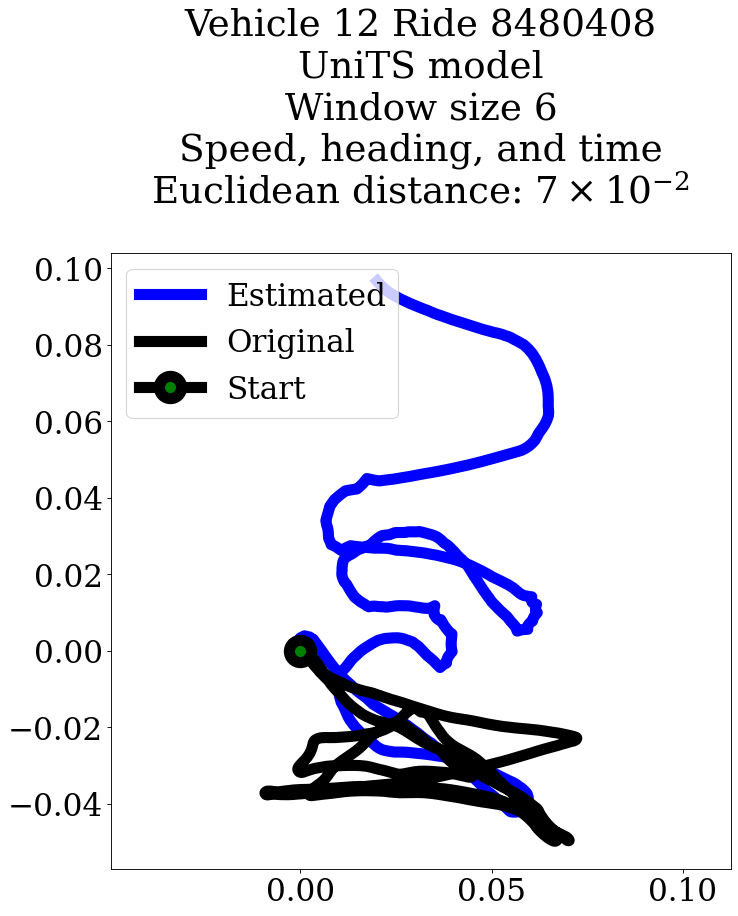 Vehicle 12 Ride 8480408
UniTS model
Window size 6
Speed, heading, and time
Euclidean distance: 7 × 10⁻²
0.10
0.08
0.06
0.04
0.02
0.00
−0.02
−0.04
Estimated
Original
Start
0.00 0.05 0.10